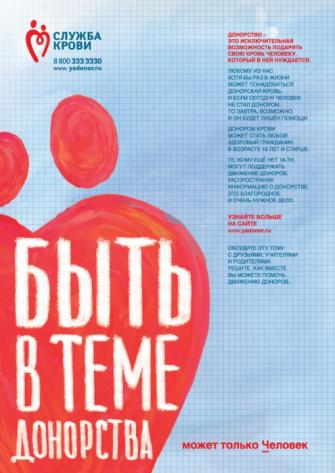 СЛУЖБА
КРОВИ
8 800 333 3330
www.yadonor.ru
ДОНОРСТВО –
ЭТО ИСКЛЮЧИТЕЛЬНАЯ
ВОЗМОЖНОСТЬ ПОДАРИТЬ
СВОЮ КРОВЬ ЧЕЛОВЕКУ,
КОТОРЫЙ В НЕЙ НУЖДАЕТСЯ.
ЛЮБОМУ ИЗ НАС
ХОТЯ БЫ РАЗ В ЖИЗНИ
МОЖЕТ ПОНАДОБИТЬСЯ
ДОНОРСКАЯ КРОВЬ,
И ЕСЛИ СЕГОДНЯ ЧЕЛОВЕК
НЕ СТАЛ ДОНОРОМ,
ТО ЗАВТРА, ВОЗМОЖНО,
И ОН БУДЕТ ЛИШЁН ПОМОЩИ.
ДОНОРОМ КРОВИ
МОЖЕТ СТАТЬ ЛЮБОЙ
ЗДОРОВЫЙ ГРАЖДАНИН
В ВОЗРАСТЕ 18 ЛЕТ И СТАРШЕ.
ТЕ, КОМУ ЕЩЁ НЕТ 18-ТИ,
МОГУТ ПОДДЕРЖАТЬ
ДВИЖЕНИЕ ДОНОРОВ,
РАСПРОСТРАНЯЯ
ИНФОРМАЦИЮ О ДОНОРСТВЕ.
ЭТО БЛАГОРОДНОЕ
И ОЧЕНЬ НУЖНОЕ ДЕЛО.
УЗНАЙТЕ БОЛЬШЕ
НА САЙТЕ
www.yadonor.ru
ОБСУДИТЕ ЭТУ ТЕМУ
С ДРУЗЬЯМИ, УЧИТЕЛЯМИ
И РОДИТЕЛЯМИ.
РЕШИТЕ, КАК ВМЕСТЕ
ВЫ МОЖЕТЕ ПОМОЧЬ
ДВИЖЕНИЮ ДОНОРОВ.
БЫТЬ
В ТЕМЕ
ДОНОРСТВА
может только Человек